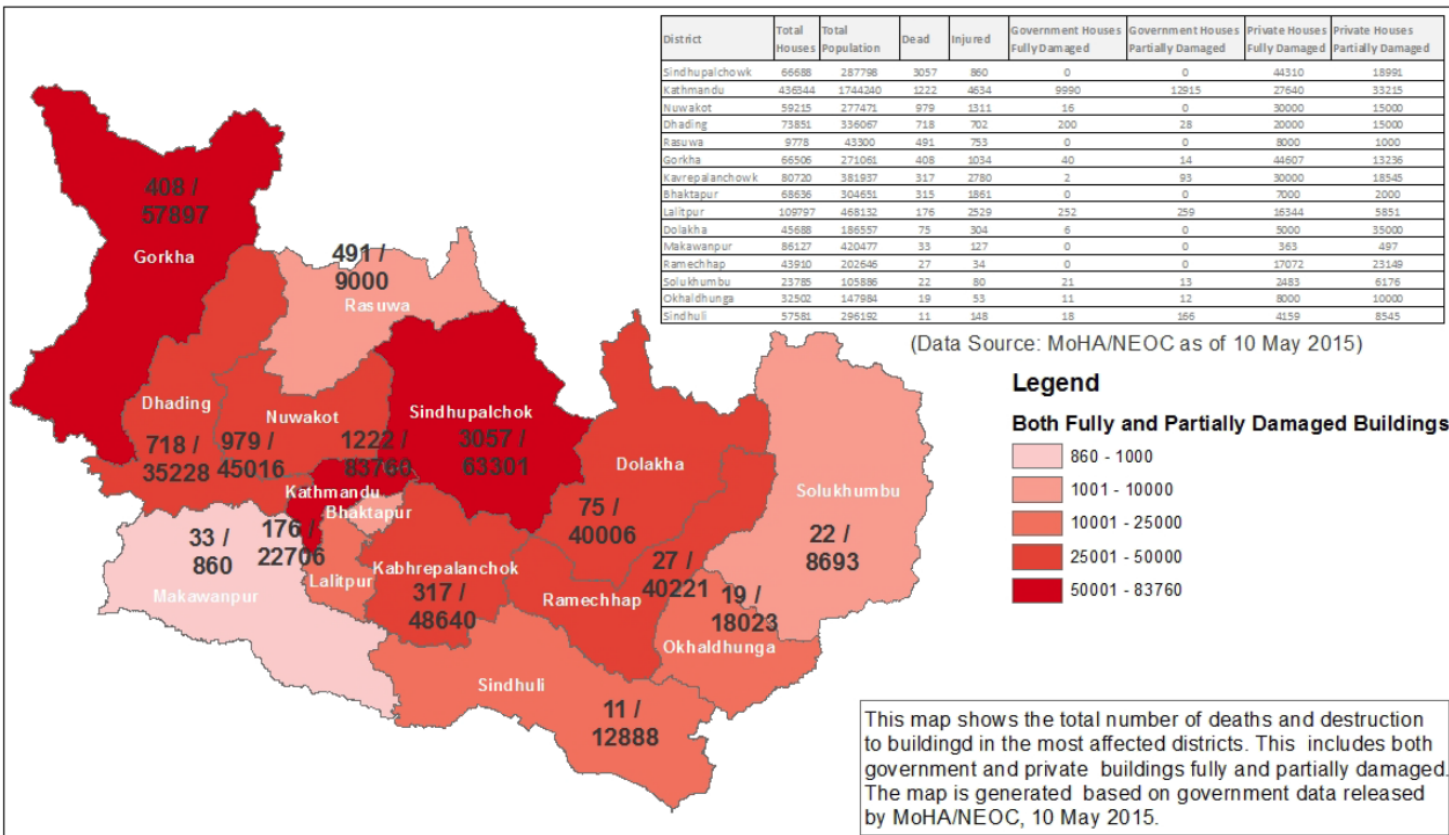 District Total Houses Total Population Dead Injured Government Houses Fully Damaged Government Houses Partially Damaged Private Houses Fully Damaged Private Houses Partially Damaged
Sindhupalchowk 66688 287798 3057 860 0 0 44310 18991
Kathmandu 436344 1744240 1222 4634 9990 12915 27640 33215
Nuwakot 59215 277471 979 1311 16 0 30000 15000
Dhading 73851 336067 718 702 200 28 20000 15000
Rasuwa 9778 43300 491 753 0 0 8000 1000
Gorkha 66506 271061 408 1034 40 14 44607 13236
Kavrepalanchowk 80720 381937 317 2780 2 93 30000 18545
Bhaktapur 68636 304651 315 1861 0 0 7000 2000
Lalitpur 109797 468132 176 2529 252 259 16344 5851
Dolakha 45688 186557 75 304 6 0 5000 35000
Makawanpur 86127 420477 33 127 0 0 363 497
Ramechhap 43910 202646 27 34 0 0 17072 23149
Solukhumbu 23785 105886 22 80 21 13 2483 6176
Okhaldhunga 32502 147984 19 53 11 12 8000 10000
Sindhuli 57581 296192 11 148 18 166 4159 8545
(Data Source: MoHA/NEOC as of 10 May 2015)
408 /
57897
Gorkha
491 /
9000
Rasuwa
Dhading
718 /
35228
Nuwakot
979 /
45016
Sindhupalchok
3057 /
63301
1222 /
83760
Kathmandu
Bhaktapur
Dolakha
75 /
40006
Solukhumbu
22 /
8693
33 /
860
Makawanpur
176 /
22706
Lalitpur
Kabhrepalanchok
317 /
48640
27 /
40221
Ramechhap
19 /
18023
Okhaldhunga
Sindhuli
11 /
12888
Legend
Both Fully and Partially Damaged Buildings
860 - 1000
1001 - 10000
10001 - 25000
25001 - 50000
50001 - 83760
This map shows the total number of deaths and destruction
to buildingd in the most affected districts. This includes both
government and private buildings fully and partially damaged.
The map is generated based on government data released
by MoHA/NEOC, 10 May 2015.